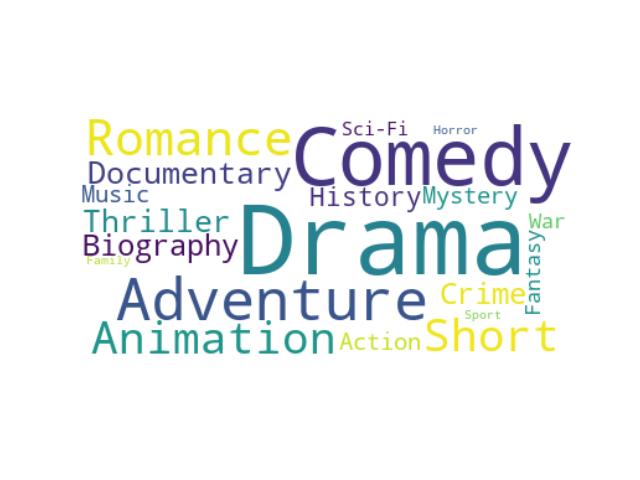 Romance
Comedy
Sci-Fi
Horror
Documentary
Music
History
Mystery
Thriller
Drama
War
Biography
Family
Fantasy
Adventure
Crime
Sport
Animation
Action
Short